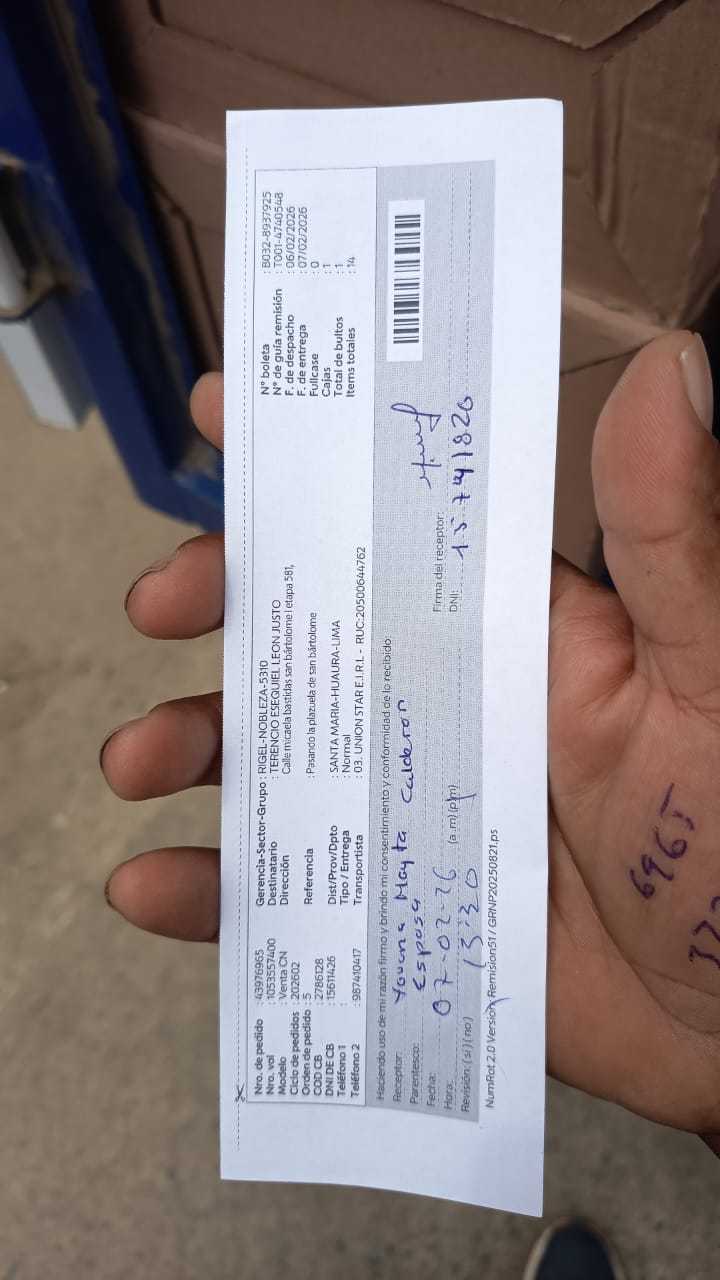 Nro. de pedido : 43976965
Nro. vol : 1053557400
Modelo : Venta CN
Ciclo de pedidos : 202602
Orden de pedido : 5
COD CB : 2786128
DNI DE CB : 15611426
Teléfono 1 :
Teléfono 2 : 987410417
Gerencia-Sector-Grupo : RIGEL-NOBLEZA-5310
Destinatario : TERENCIO ESEQUIEL LEON JUSTO
Dirección Calle micaela bastidas san bártolome I etapa 581,
Referencia : Pasando la plazuela de san bártolome
Dist/Prov/Dpto : SANTA MARIA-HUAURA-LIMA
Tipo / Entrega : Normal
Transportista : 03. UNION STAR E.I.R.L - RUC:20500644762
N° boleta : B032-8937925
N° de guía remisión : T001-4740548
F. de despacho : 06/02/2026
F. de entrega : 07/02/2026
Fullcase : 0
Cajas : 1
Total de bultos : 1
Items totales : 14
Haciendo uso de mi razón firmo y brindo mi consentimiento y conformidad de lo recibido:
Receptor: Yovana Mayta Calderon
Parentesco: Esposa
Fecha: 07-02-26
Hora: 13:20 (a.m) (p.m)
Revisión: (si) (no)
Firma del receptor:
DNI: 15741820
NumRot 2.0 Version Remision51 / GRNP20250821.ps
6965